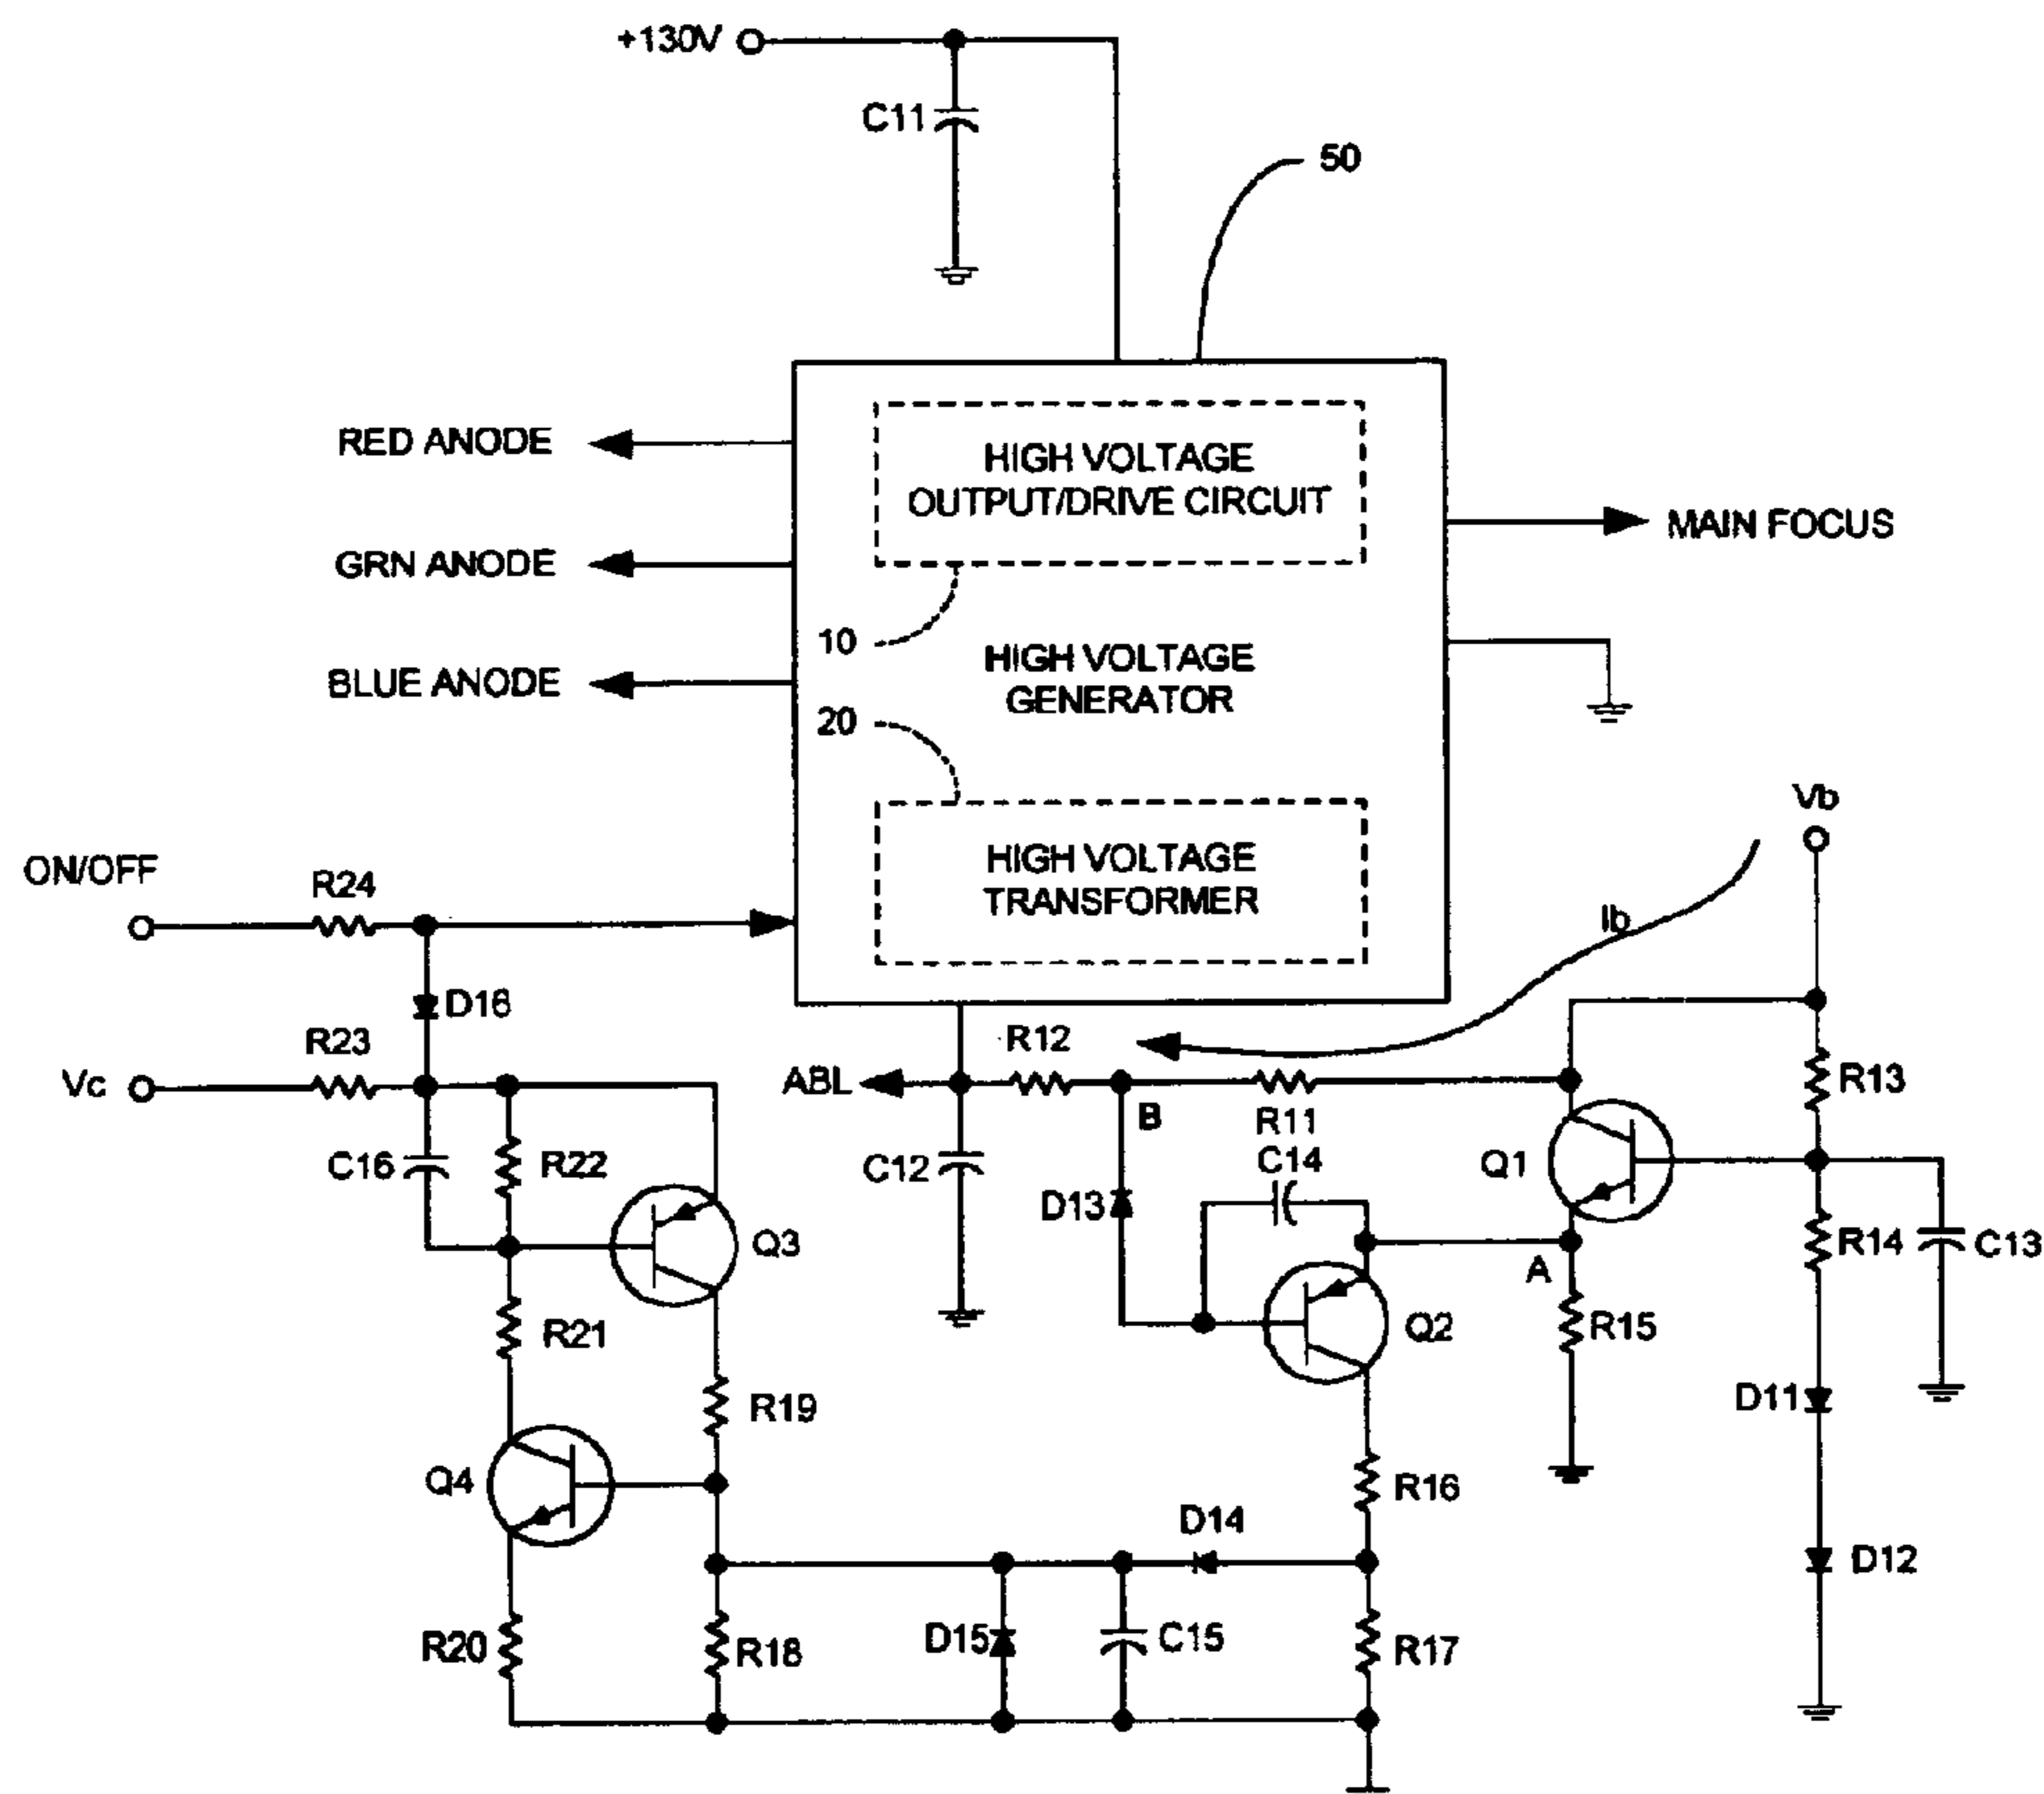 +130V
C11
50
RED ANODE
HIGH VOLTAGE
OUTPUT/DRIVE CIRCUIT
MAIN FOCUS
GRN ANODE
10
HIGH VOLTAGE
GENERATOR
BLUE ANODE
20
Vb
HIGH VOLTAGE
TRANSFORMER
ON/OFF
R24
Ib
D16
R23
R12
Vc
ABL
R13
B
R11
C16
R22
C12
C14
Q1
D13
Q3
R14
C13
A
R21
Q2
R15
D11
R19
Q4
R16
D14
D12
R20
R18
D15
C15
R17